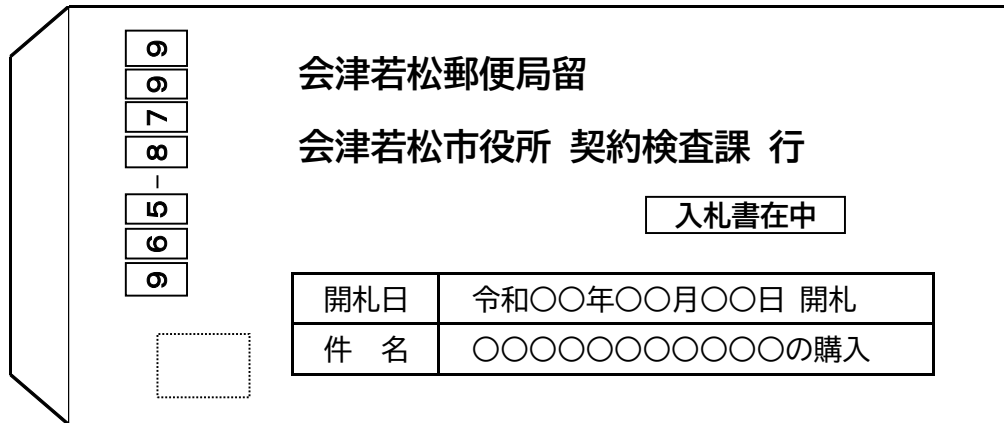 965-8799
会津若松郵便局留
会津若松市役所 契約検査課 行
入札書在中
開札日 令和〇〇年〇〇月〇〇日 開札
件 名 〇〇〇〇〇〇〇〇〇〇〇の購入